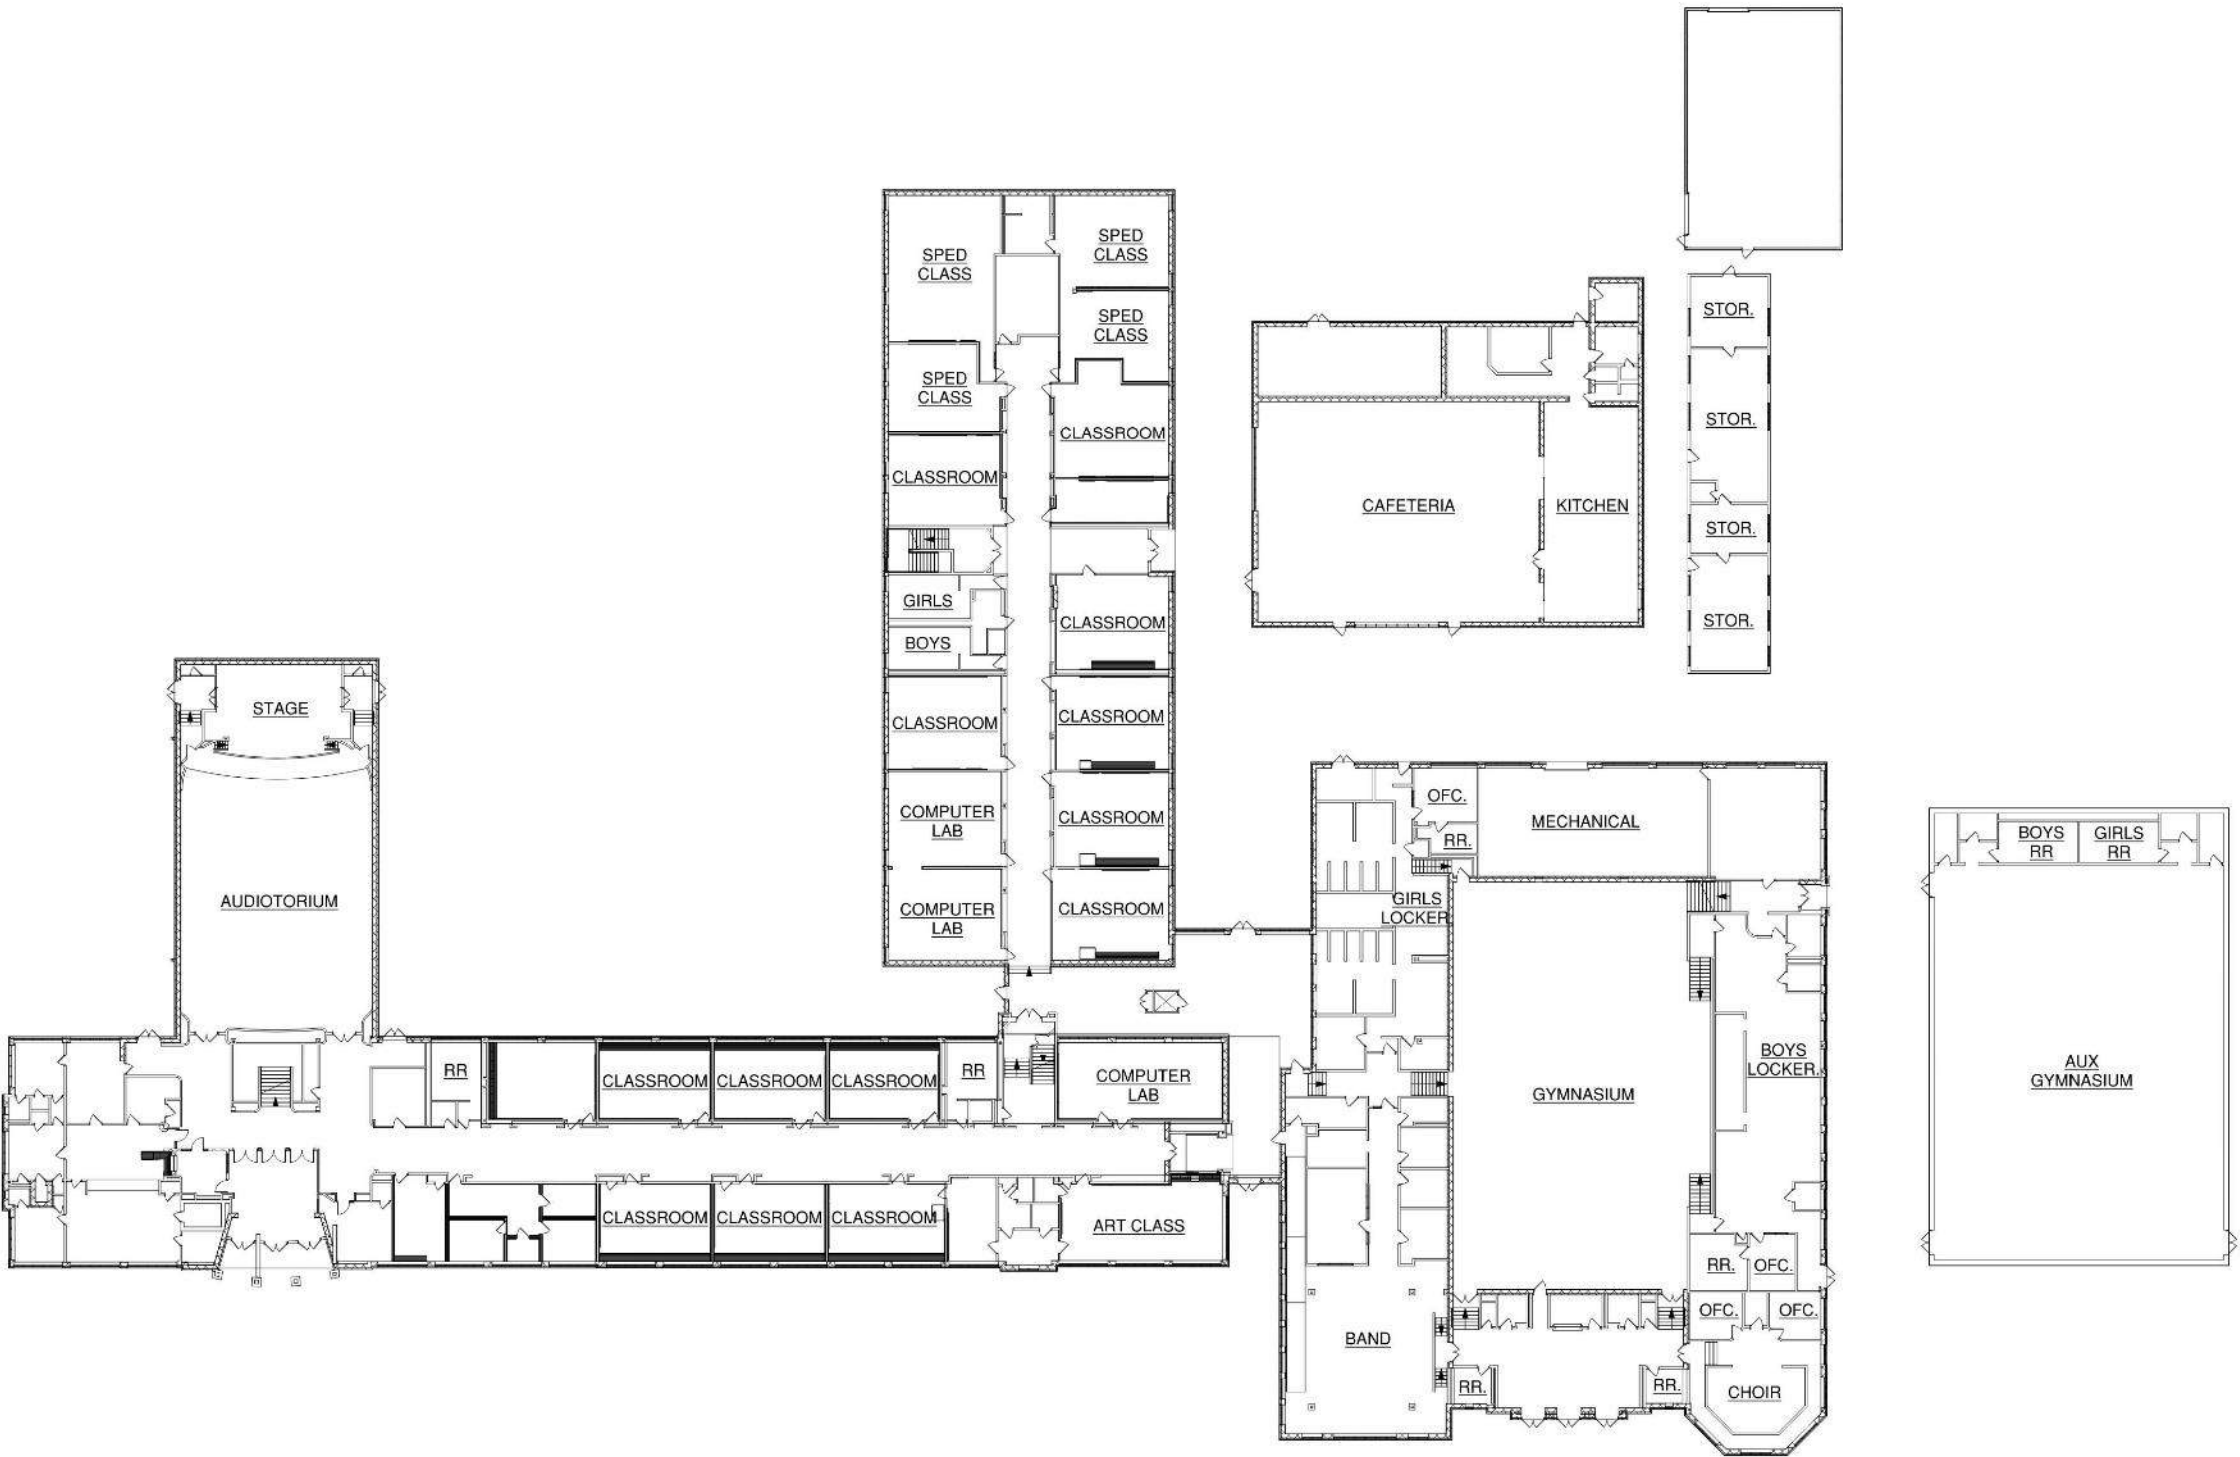 SPED
CLASS
SPED
CLASS
SPED
CLASS
SPED
CLASS
CLASSROOM
CLASSROOM
GIRLS
BOYS
CLASSROOM
CLASSROOM
CLASSROOM
COMPUTER
LAB
CLASSROOM
COMPUTER
LAB
CLASSROOM
CAFETERIA
KITCHEN
STOR.
STOR.
STOR.
STOR.
STAGE
AUDIOTORIUM
RR
CLASSROOM
CLASSROOM
CLASSROOM
RR
COMPUTER
LAB
CLASSROOM
CLASSROOM
CLASSROOM
ART CLASS
OFC.
RR.
MECHANICAL
GIRLS
LOCKER
GYMNASIUM
BOYS
LOCKER.
RR.
OFC.
OFC.
OFC.
BAND
RR.
RR.
CHOIR
BOYS
RR
GIRLS
RR
AUX
GYMNASIUM